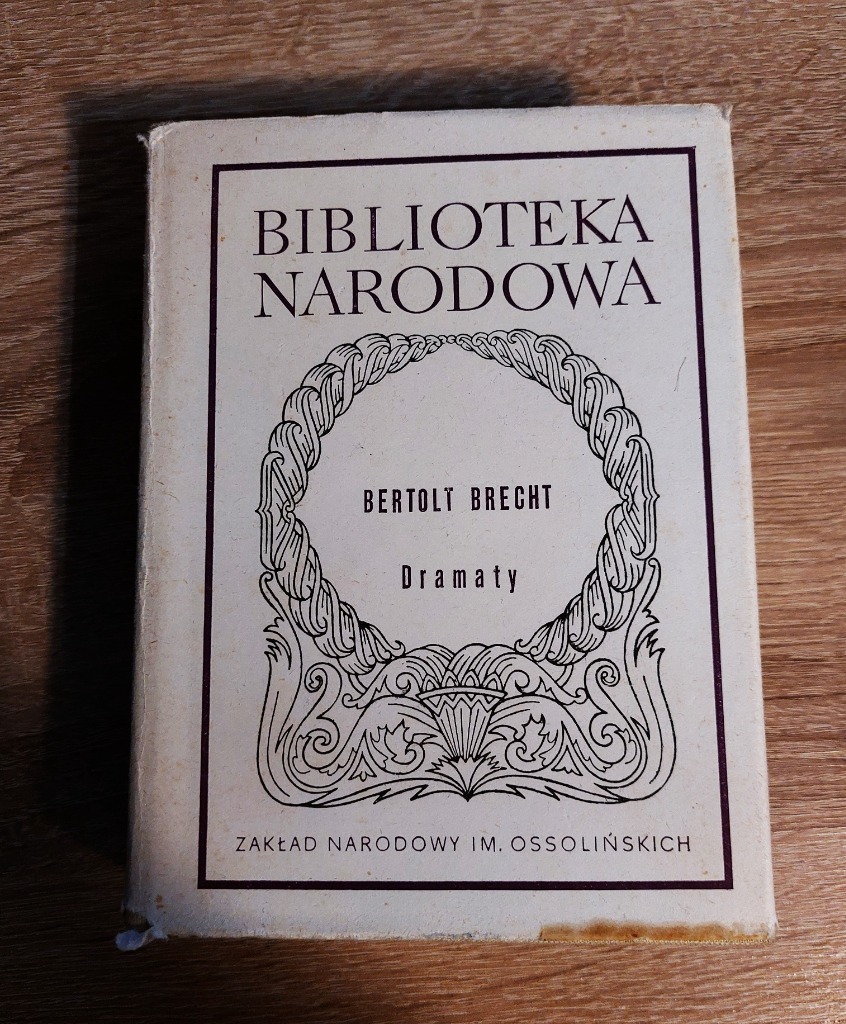 BIBLIOTEKA
NARODOWA
BERTOLT BRECHT
Dramaty
ZAKŁAD NARODOWY IM. OSSOLIŃSKICH